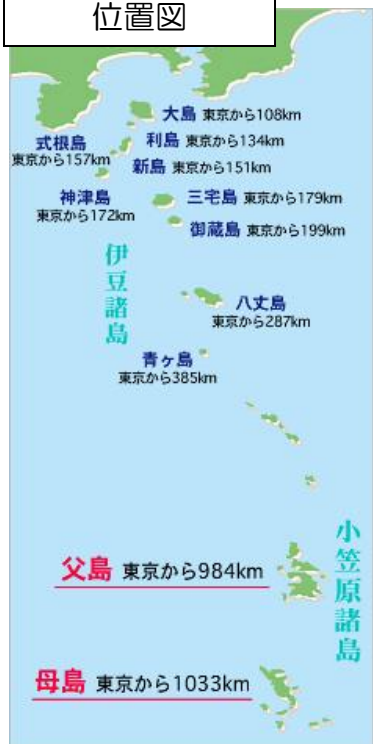 位置図
大島 東京から108km
利島 東京から134km
式根島
東京から157km
新島 東京から151km
神津島
東京から172km
三宅島 東京から179km
御蔵島 東京から199km
伊豆諸島
八丈島
東京から287km
青ヶ島
東京から385km
小笠原諸島
父島 東京から984km
母島 東京から1033km